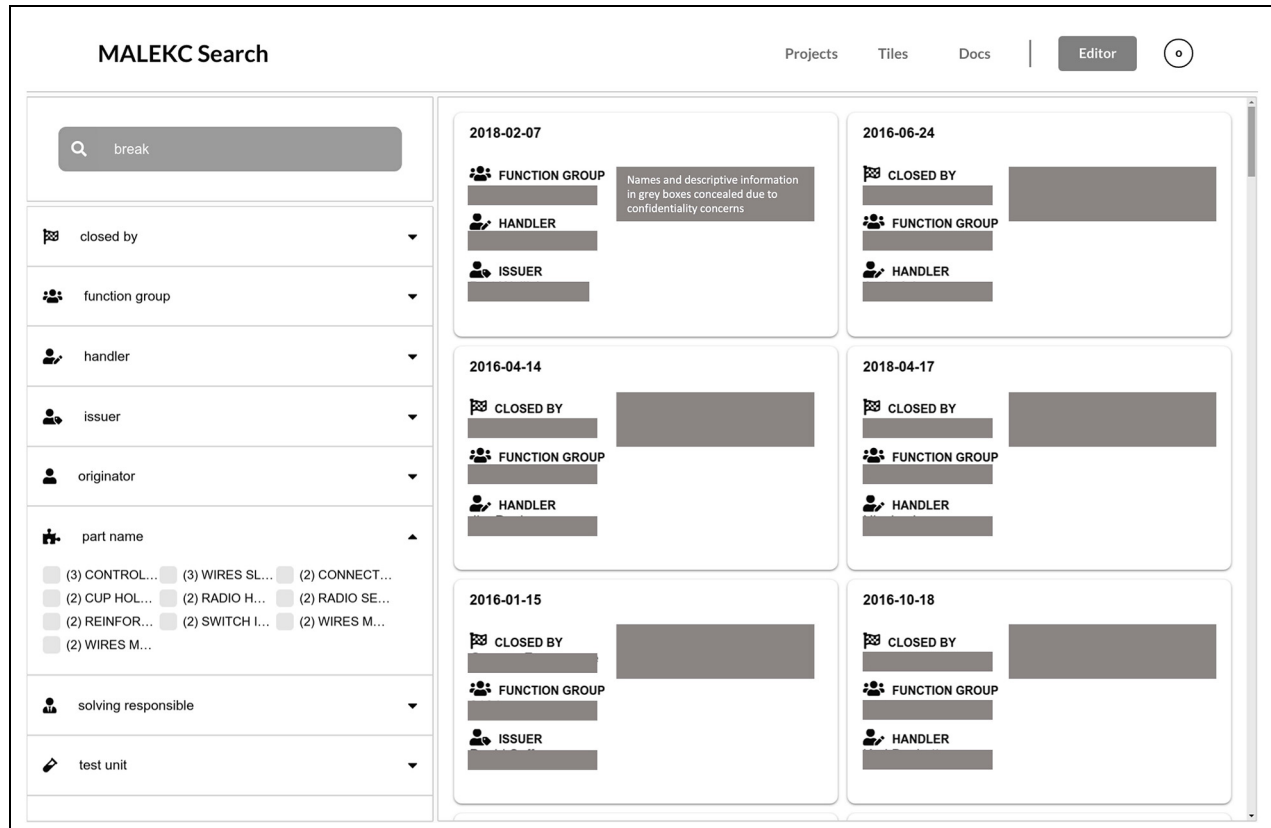 MALEKC Search
Projects Tiles Docs Editor o
break
closed by
function group
handler
issuer
originator
part name
(3) CONTROL... (3) WIRES SL... (2) CONNECT...
(2) CUP HOL... (2) RADIO H... (2) RADIO SE...
(2) REINFOR... (2) SWITCH I... (2) WIRES M...
(2) WIRES M...
solving responsible
test unit
2018-02-07
FUNCTION GROUP
HANDLER
ISSUER
Names and descriptive information
in grey boxes concealed due to
confidentiality concerns
2016-06-24
CLOSED BY
FUNCTION GROUP
HANDLER
2016-04-14
CLOSED BY
FUNCTION GROUP
HANDLER
2018-04-17
CLOSED BY
FUNCTION GROUP
HANDLER
2016-01-15
CLOSED BY
FUNCTION GROUP
ISSUER
2016-10-18
CLOSED BY
FUNCTION GROUP
HANDLER